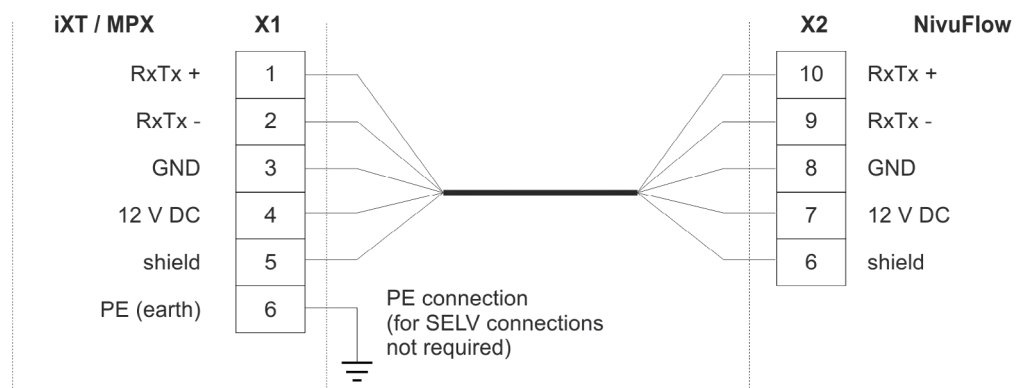 iXT / MPX X1 X2 NivuFlow
RxTx + 1 10 RxTx +
RxTx - 2 9 RxTx -
GND 3 8 GND
12 V DC 4 7 12 V DC
shield 5 6 shield
PE (earth) 6
PE connection
(for SELV connections
not required)